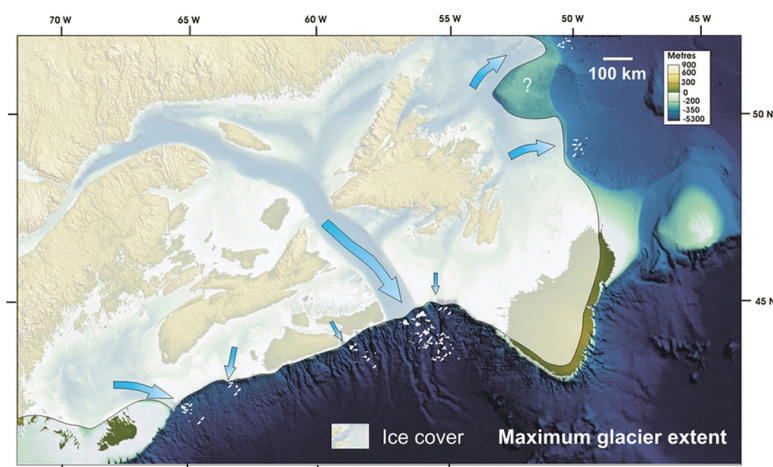 70 W 65 W 60 W 55 W 50 W 45 W
?
100 km
Metres
900
600
300
0
-200
-350
-5300
50 N
45 N
Ice cover
Maximum glacier extent